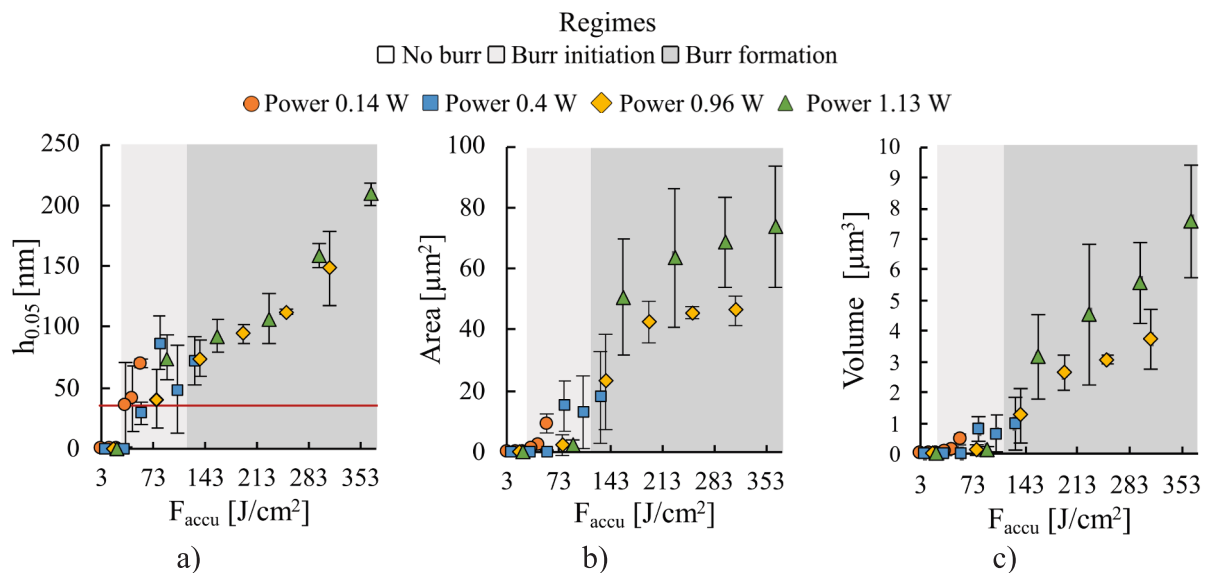 Regimes
No burr Burr initiation Burr formation
Power 0.14 W Power 0.4 W Power 0.96 W Power 1.13 W
250
200
150
100
50
0
h0.05 [nm]
3 73 143 213 283 353
Faccu [J/cm²]
a)
100
80
60
40
20
0
Area [µm²]
3 73 143 213 283 353
Faccu [J/cm²]
b)
10
9
8
7
6
5
4
3
2
1
0
Volume [µm³]
3 73 143 213 283 353
Faccu [J/cm²]
c)